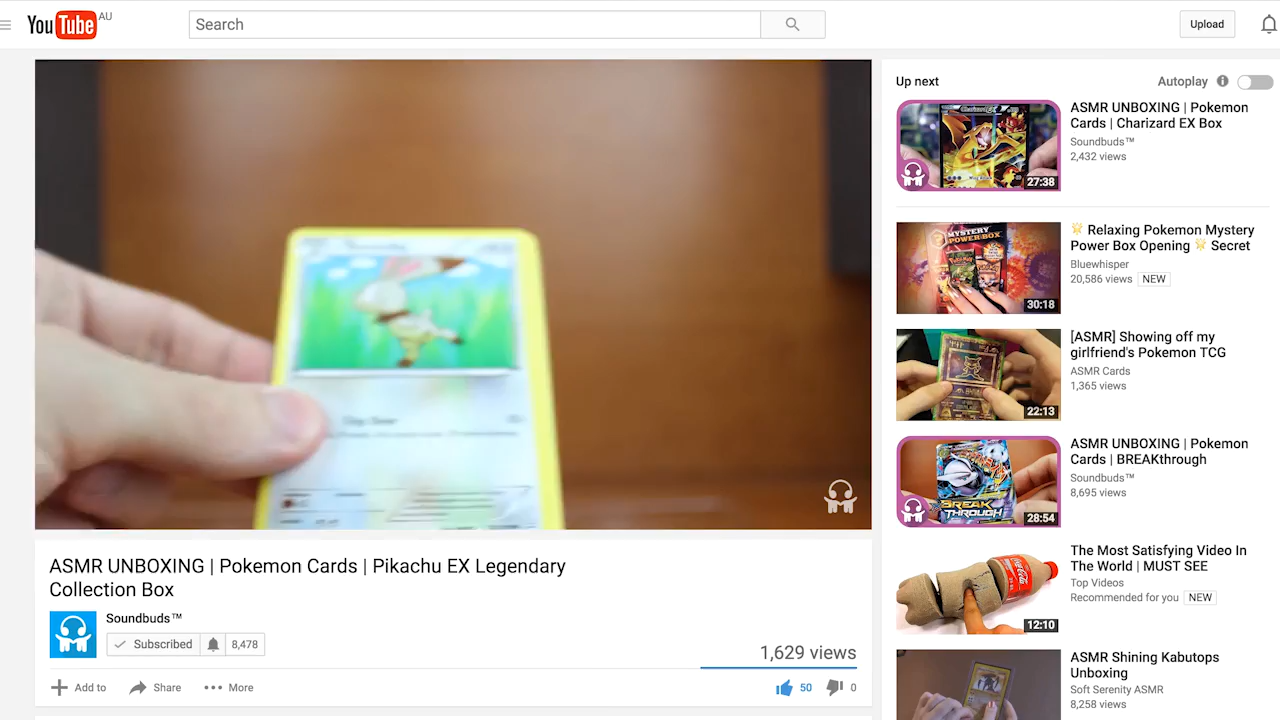 YouTube AU
Search
Upload
Up next
Autoplay
ASMR UNBOXING | Pokemon
Cards | Charizard EX Box
Soundbuds™
2,432 views
Charizard EX
27:38
🌟 Relaxing Pokemon Mystery
Power Box Opening 🌟 Secret
Bluewhisper
20,586 views NEW
MYSTERY
POWER BOX
30:18
[ASMR] Showing off my
girlfriend's Pokemon TCG
ASMR Cards
1,365 views
22:13
ASMR UNBOXING | Pokemon
Cards | BREAKthrough
Soundbuds™
8,695 views
BREAK
THROUGH
28:54
The Most Satisfying Video In
The World | MUST SEE
Top Videos
Recommended for you NEW
Coca-Cola
12:10
ASMR Shining Kabutops
Unboxing
Soft Serenity ASMR
8,258 views
ASMR UNBOXING | Pokemon Cards | Pikachu EX Legendary
Collection Box
Soundbuds™
Subscribed 8,478
1,629 views
Add to Share More 50 0